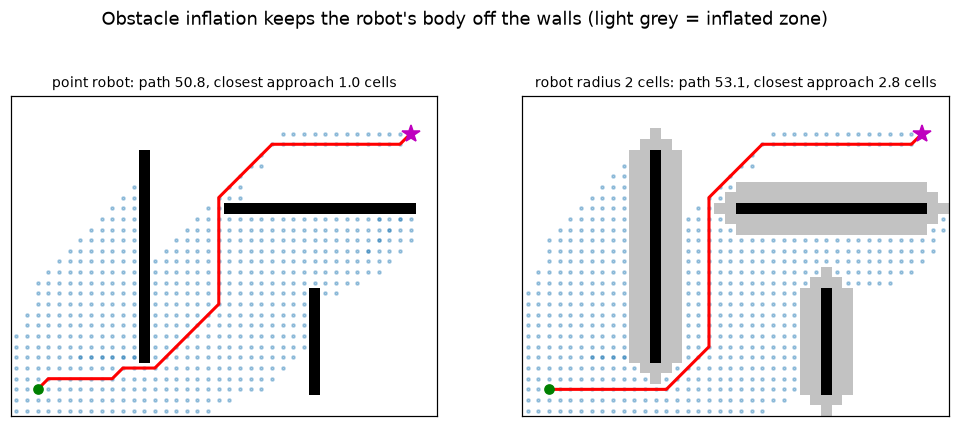 Obstacle inflation keeps the robot's body off the walls (light grey = inflated zone)
point robot: path 50.8, closest approach 1.0 cells
robot radius 2 cells: path 53.1, closest approach 2.8 cells